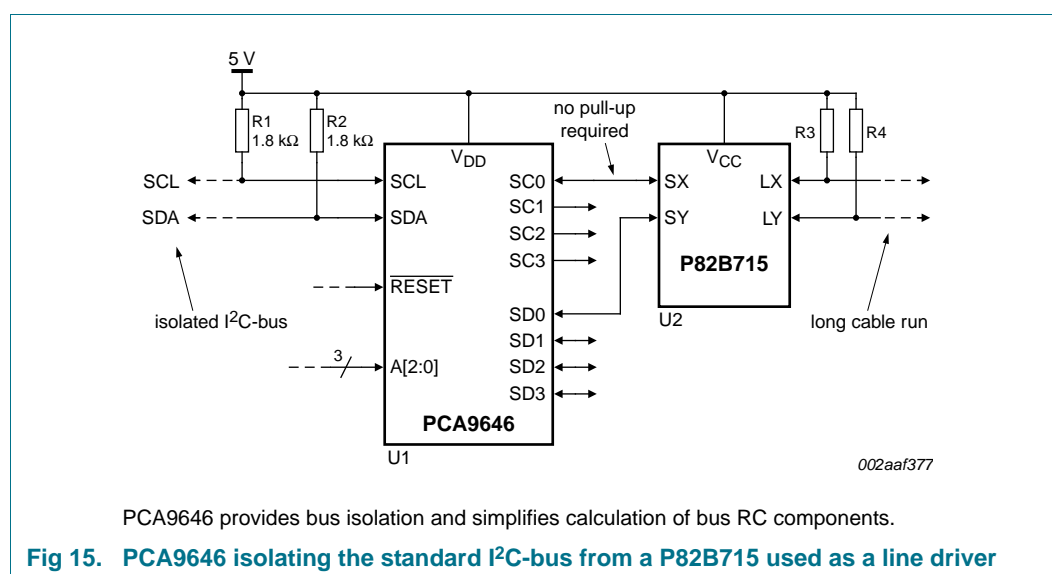 5 V
R1
1.8 kΩ
R2
1.8 kΩ
no pull-up
required
R3
R4
VDD
VCC
SCL
SCL
SC0
SX
LX
SDA
SDA
SC1
SY
LY
SC2
SC3
P82B715
RESET
isolated I2C-bus
SD0
U2
long cable run
SD1
3
A[2:0]
SD2
SD3
PCA9646
U1
002aaf377
PCA9646 provides bus isolation and simplifies calculation of bus RC components.
Fig 15. PCA9646 isolating the standard I2C-bus from a P82B715 used as a line driver